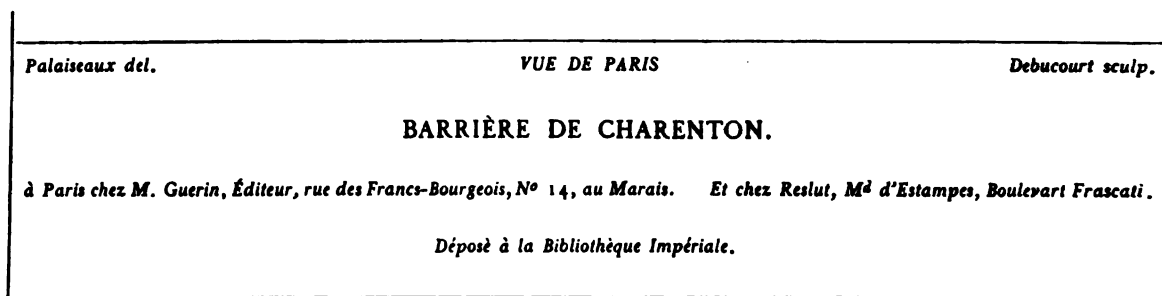 Palaiseaux del. VUE DE PARIS Debucourt sculp.
BARRIÈRE DE CHARENTON.
à Paris chez M. Guerin, Éditeur, rue des Francs-Bourgeois, Nº 14, au Marais. Et chez Reslut, Md d'Estampes, Boulevart Frascati.
Déposè à la Bibliothèque Impériale.